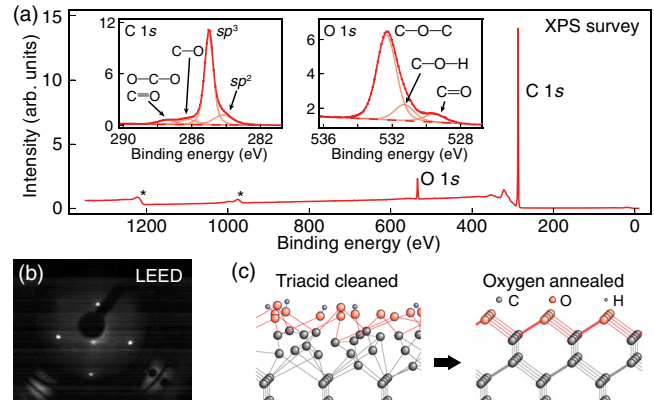 (a)
XPS survey
Intensity (arb. units)
15
10
5
0
1200
1000
800
600
400
200
0
Binding energy (eV)
*
*
O 1s
C 1s
C 1s
sp³
C—O
O—C—O
C=O
sp²
12
6
0
290
286
282
Binding energy (eV)
O 1s
C—O—C
C—O—H
C=O
6
4
2
536
532
528
Binding energy (eV)
(b)
LEED
(c)
Triacid cleaned
Oxygen annealed
C
O
H